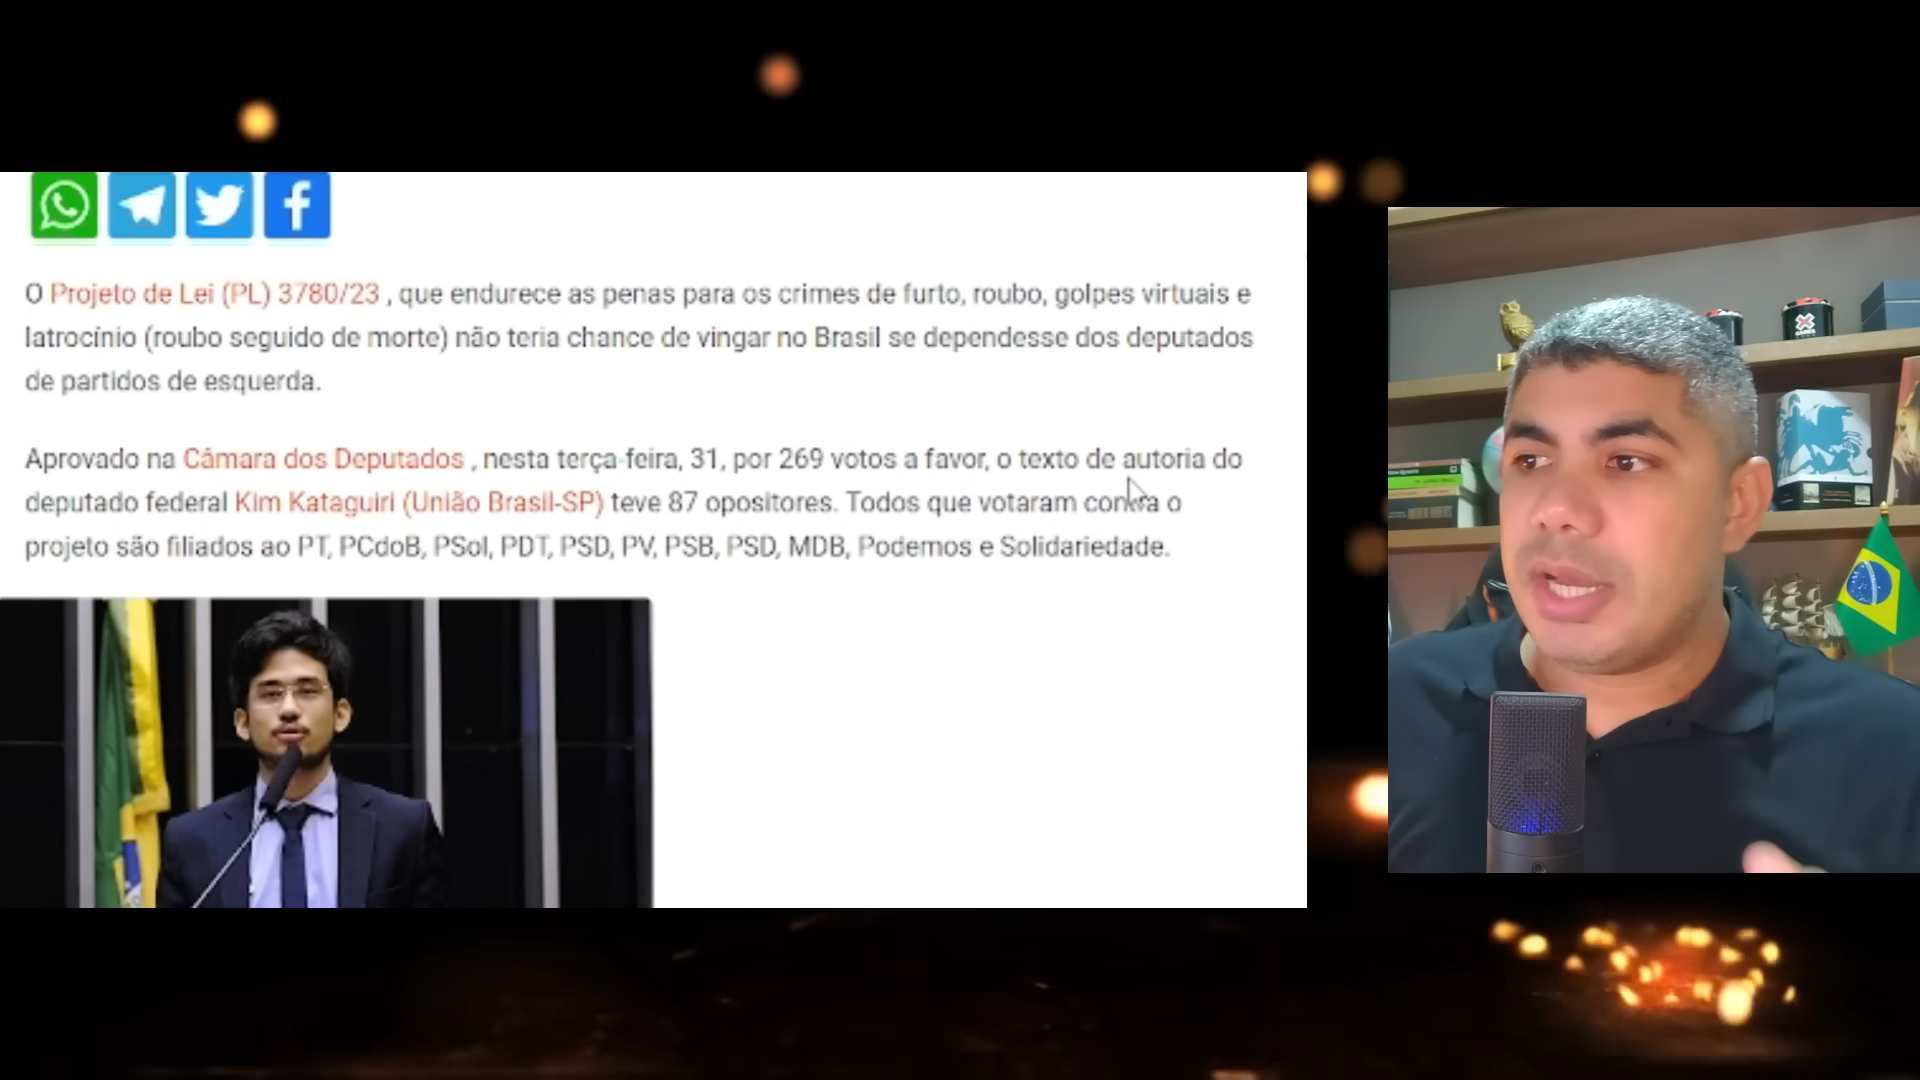 O Projeto de Lei (PL) 3780/23 , que endurece as penas para os crimes de furto, roubo, golpes virtuais e
latrocínio (roubo seguido de morte) não teria chance de vingar no Brasil se dependesse dos deputados
de partidos de esquerda.
Aprovado na Câmara dos Deputados , nesta terça-feira, 31, por 269 votos a favor, o texto de autoria do
deputado federal Kim Kataguiri (União Brasil-SP) teve 87 opositores. Todos que votaram contra o
projeto são filiados ao PT, PCdoB, PSol, PDT, PSD, PV, PSB, PSD, MDB, Podemos e Solidariedade.